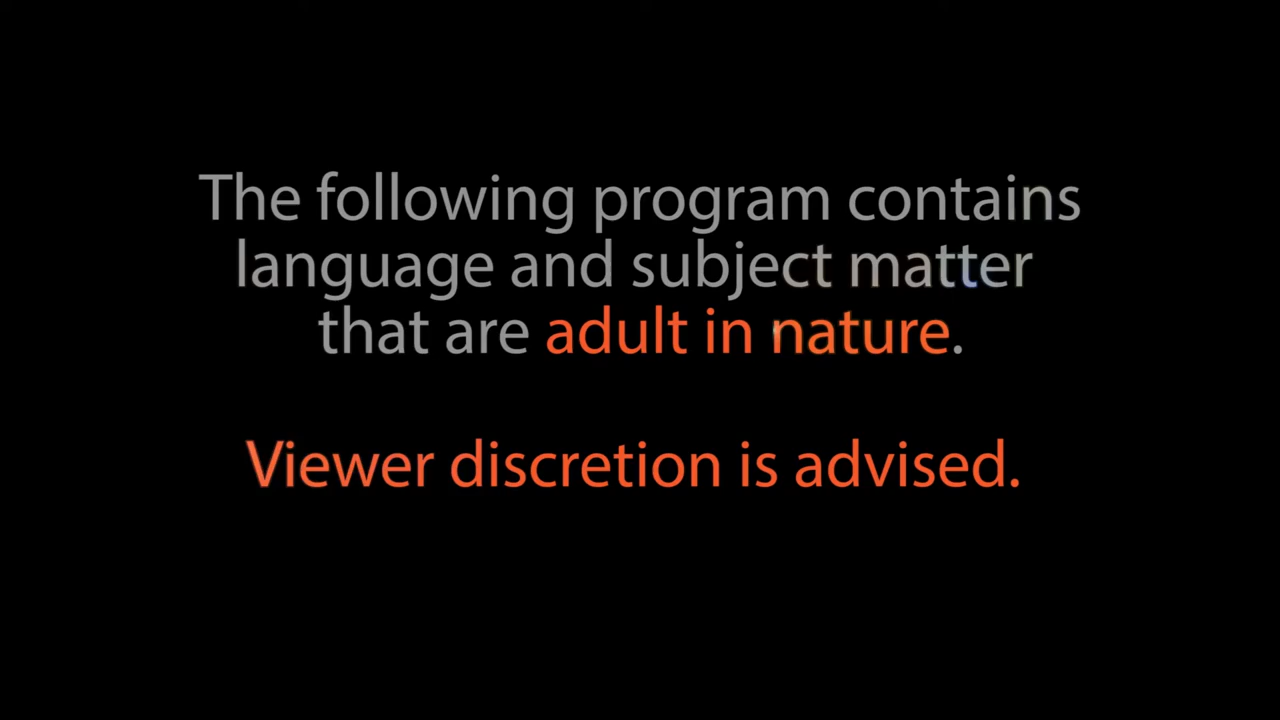 The following program contains
language and subject matter
that are adult in nature.
Viewer discretion is advised.